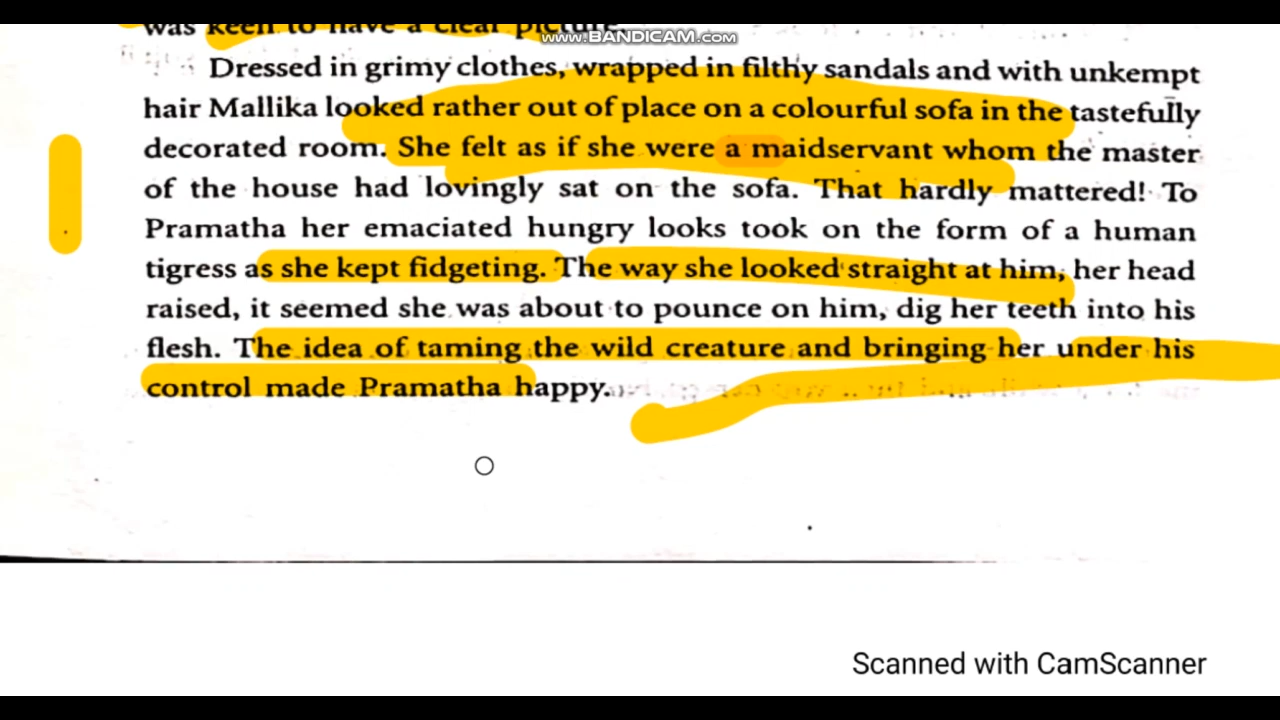 was keen to have a clear picture.
www.BANDICAM.com
Dressed in grimy clothes, wrapped in filthy sandals and with unkempt
hair Mallika looked rather out of place on a colourful sofa in the tastefully
decorated room. She felt as if she were a maidservant whom the master
of the house had lovingly sat on the sofa. That hardly mattered! To
Pramatha her emaciated hungry looks took on the form of a human
tigress as she kept fidgeting. The way she looked straight at him, her head
raised, it seemed she was about to pounce on him, dig her teeth into his
flesh. The idea of taming the wild creature and bringing her under his
control made Pramatha happy.
Scanned with CamScanner